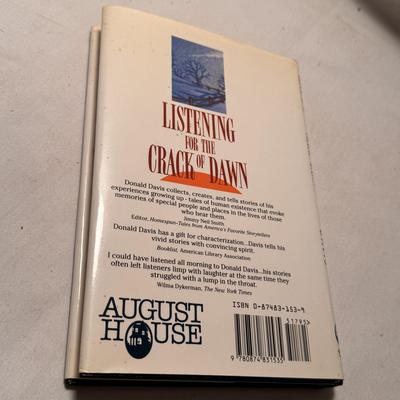 LISTENING
FOR THE
CRACK OF DAWN
Donald Davis collects, creates, and tells stories of his
experiences growing up - tales of human existence that evoke
memories of special people and places in the lives of those
who hear them.
Jimmy Neil Smith
Editor, Homespun-Tales from America's Favorite Storytellers
Donald Davis has a gift for characterization...Davis tells his
vivid stories with convincing spirit.
Booklist, American Library Association
I could have listened all morning to Donald Davis...his stories
often left listeners limp with laughter at the same time they
struggled with a lump in the throat.
Wilma Dykerman, The New York Times
AUGUST
HOUSE
ISBN 0-87483-153-9
51795
9 780874 831535